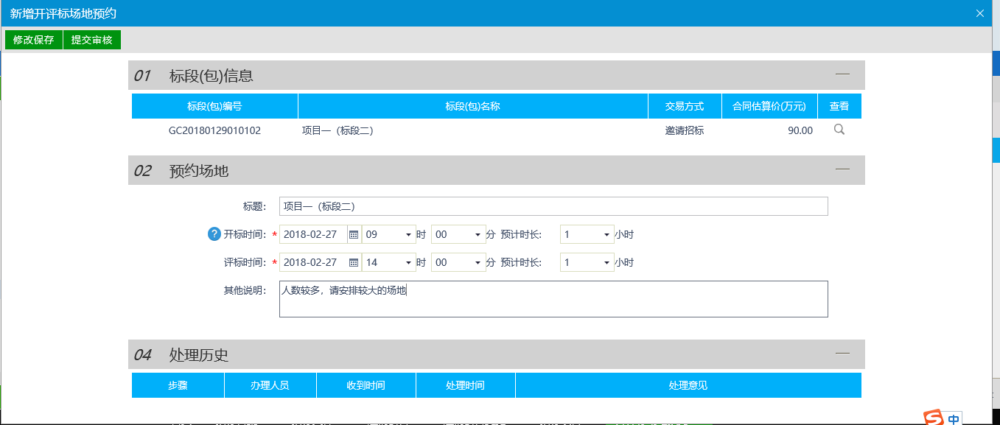 新增开评标场地预约
修改保存 提交审核
01 标段(包)信息
标段(包)编号 标段(包)名称 交易方式 合同估算价(万元) 查看
GC20180129010102 项目一（标段二） 邀请招标 90.00
02 预约场地
标题： 项目一（标段二）
? 开标时间： * 2018-02-27 09 时 00 分 预计时长： 1 小时
评标时间： * 2018-02-27 14 时 00 分 预计时长： 1 小时
其他说明： 人数较多，请安排较大的场地
04 处理历史
步骤 办理人员 收到时间 处理时间 处理意见
S 中